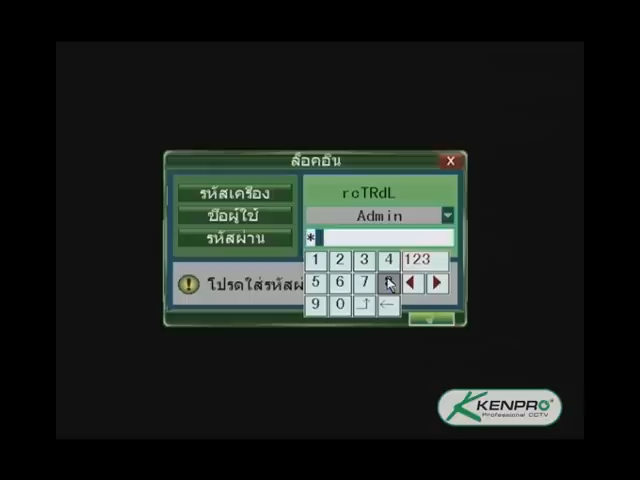 ล็อคอิน X
รหัสเครื่อง rcTRdL
ชื่อผู้ใช้ Admin
รหัสผ่าน *
1 2 3 4 123
5 6 7
โปรดใส่รหัสผ่
9 0
KENPRO
Professional CCTV